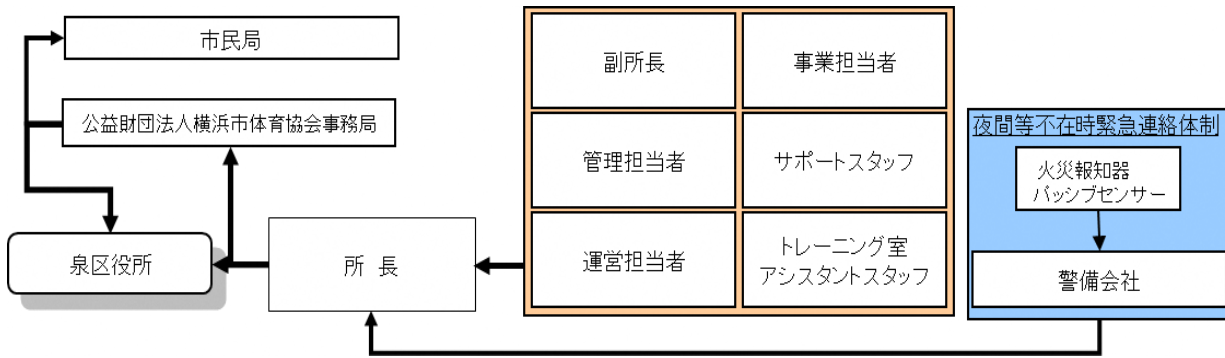 市民局
公益財団法人横浜市体育協会事務局
泉区役所
所 長
副所長
事業担当者
管理担当者
サポートスタッフ
運営担当者
トレーニング室
アシスタントスタッフ
夜間等不在時緊急連絡体制
火災報知器
パッシブセンサー
警備会社